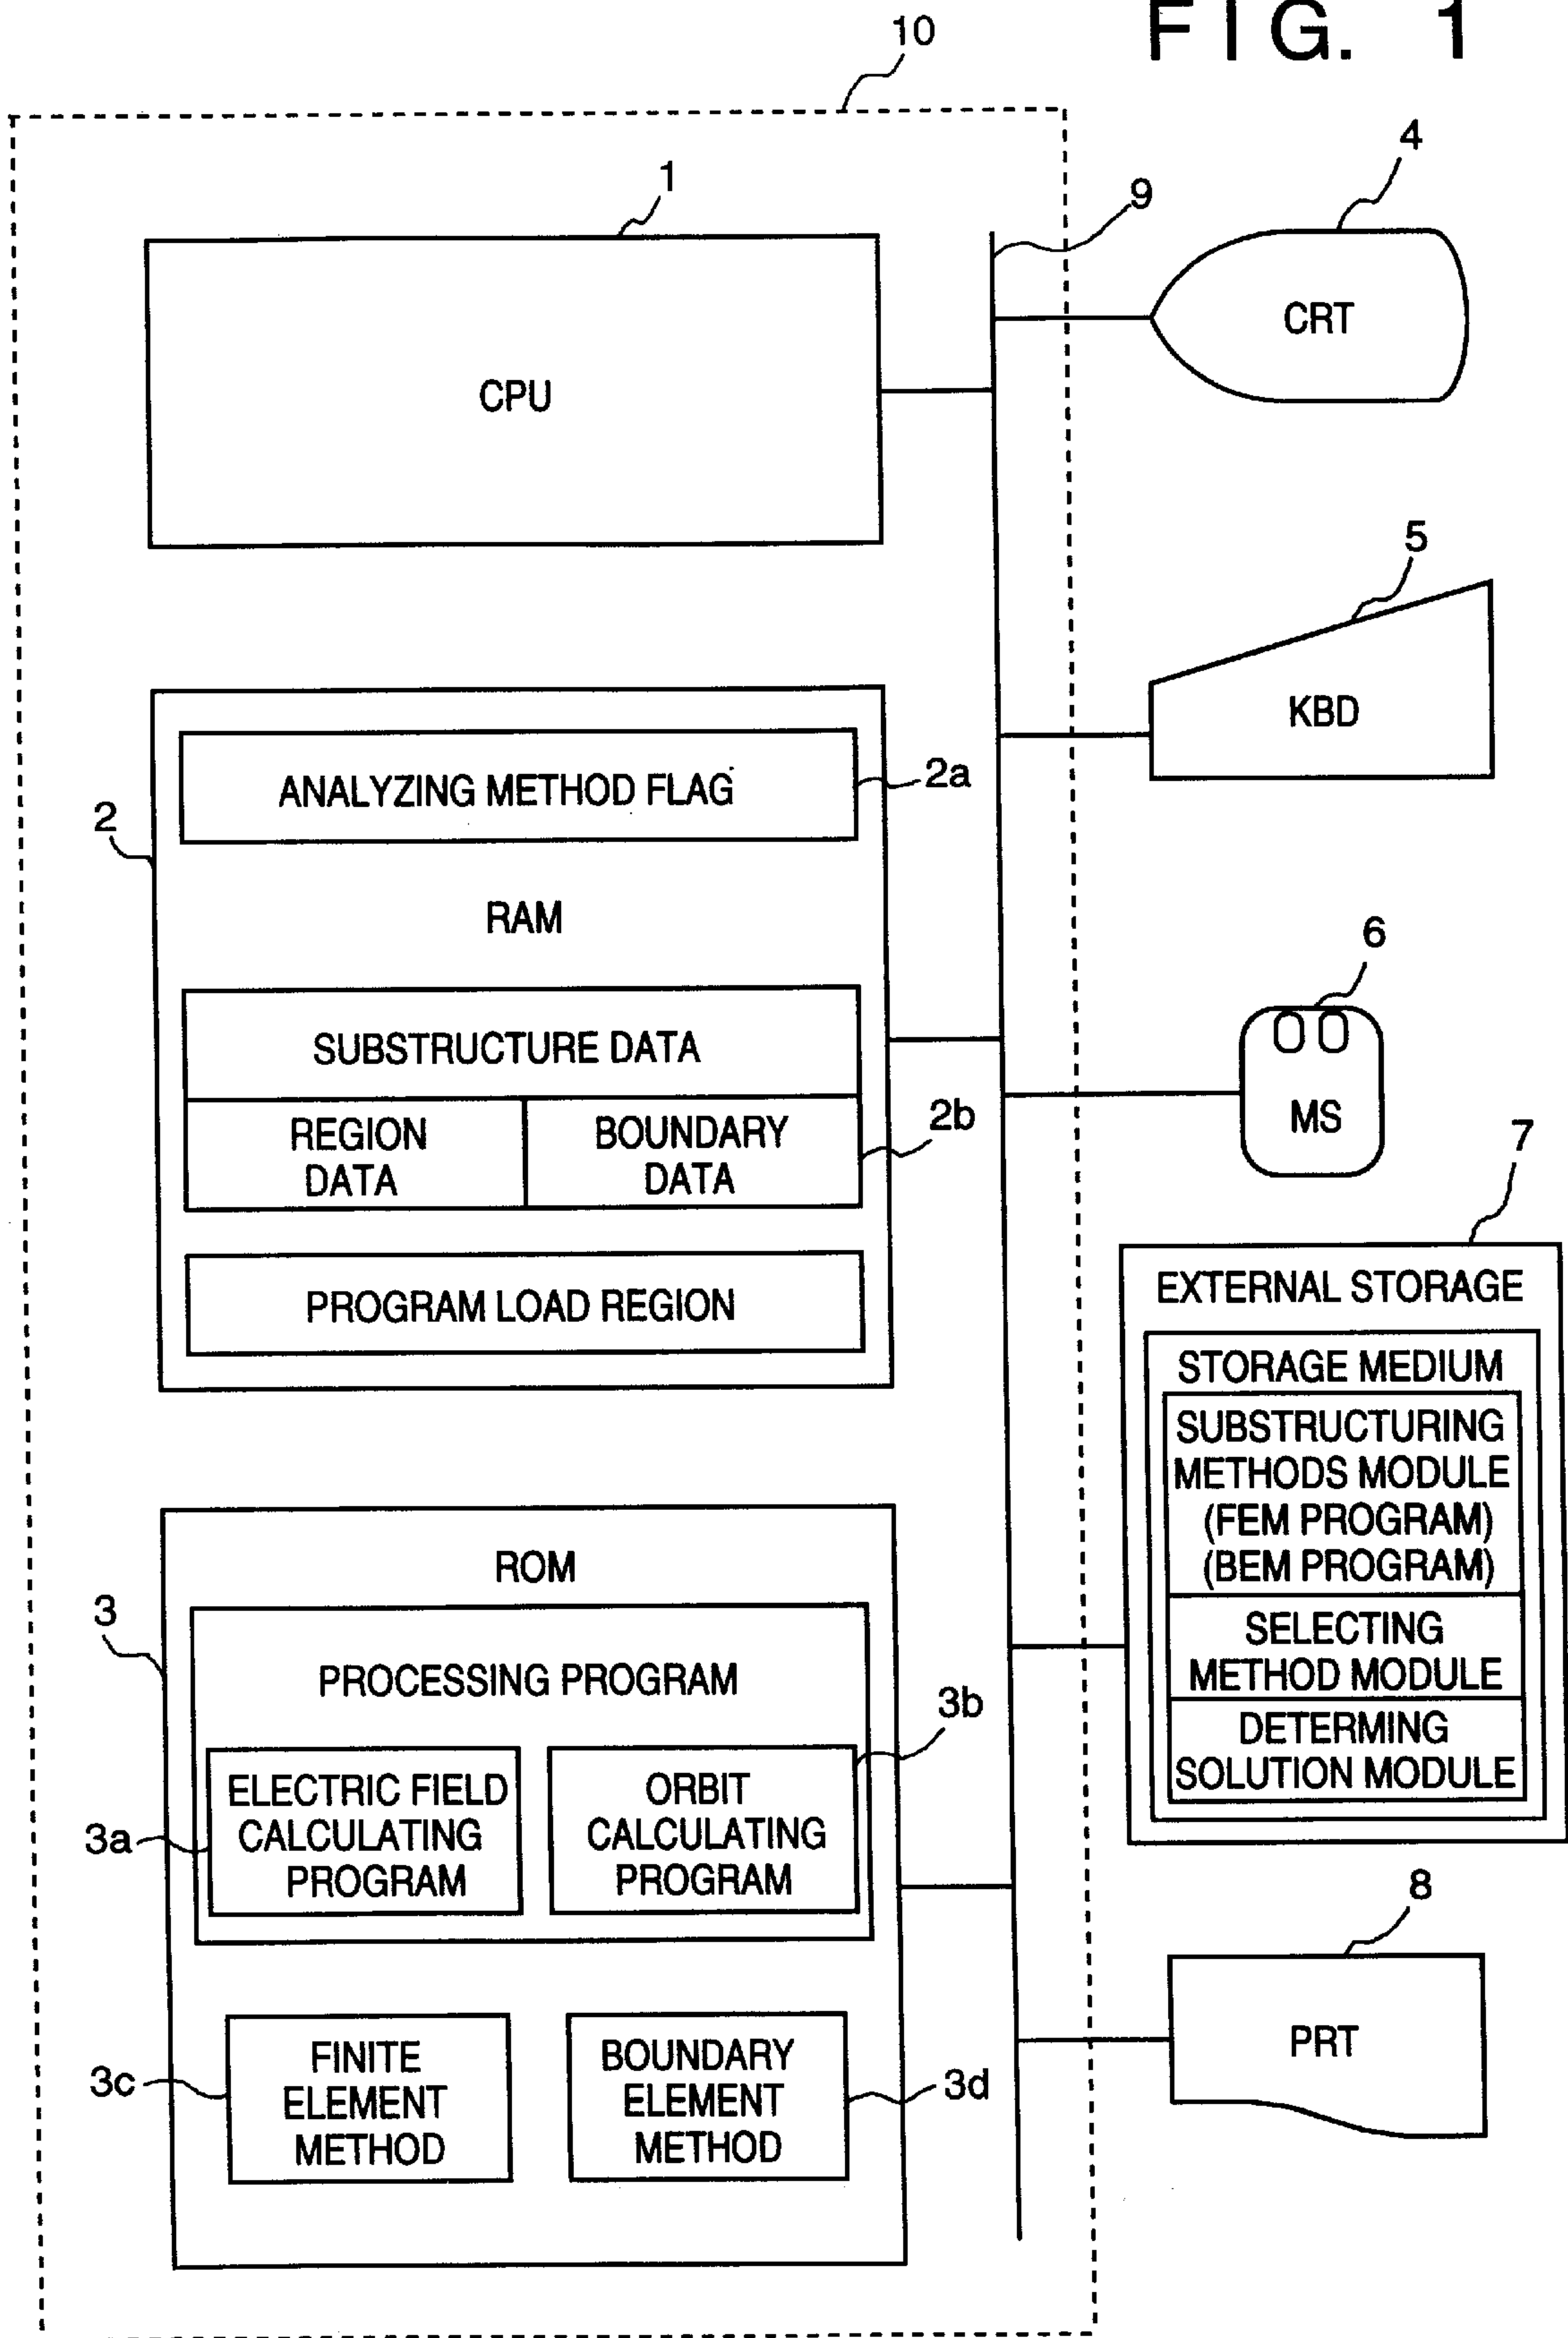 FIG. 1
10
1
9
4
CRT
CPU
5
KBD
2
ANALYZING METHOD FLAG
2a
RAM
6
MS
SUBSTRUCTURE DATA
REGION
DATA
BOUNDARY
DATA
2b
PROGRAM LOAD REGION
7
EXTERNAL STORAGE
STORAGE MEDIUM
SUBSTRUCTURING
METHODS MODULE
(FEM PROGRAM)
(BEM PROGRAM)
SELECTING
METHOD MODULE
DETERMING
SOLUTION MODULE
3
ROM
PROCESSING PROGRAM
3a
ELECTRIC FIELD
CALCULATING
PROGRAM
3b
ORBIT
CALCULATING
PROGRAM
3c
FINITE
ELEMENT
METHOD
BOUNDARY
ELEMENT
METHOD
3d
8
PRT